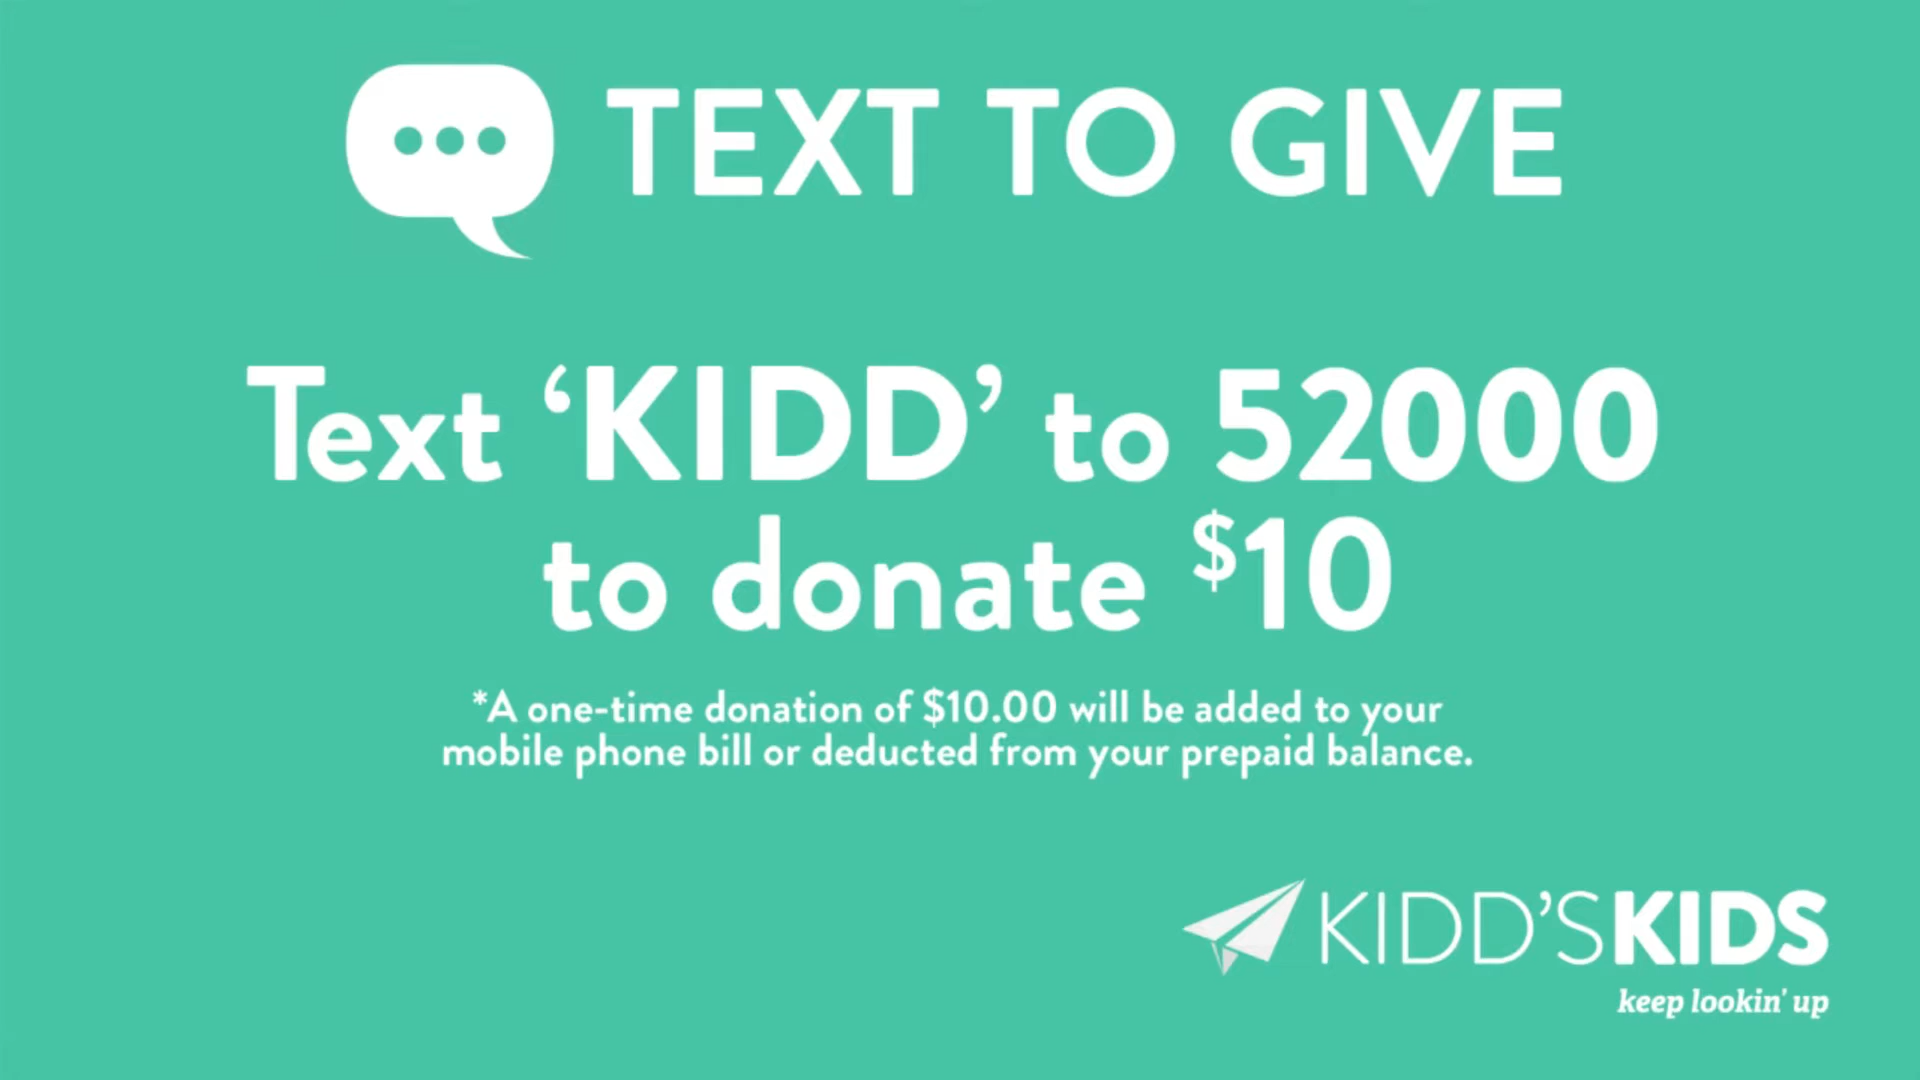 TEXT TO GIVE
Text ‘KIDD’ to 52000
to donate $10
*A one-time donation of $10.00 will be added to your
mobile phone bill or deducted from your prepaid balance.
KIDD’SKIDS
keep lookin’ up